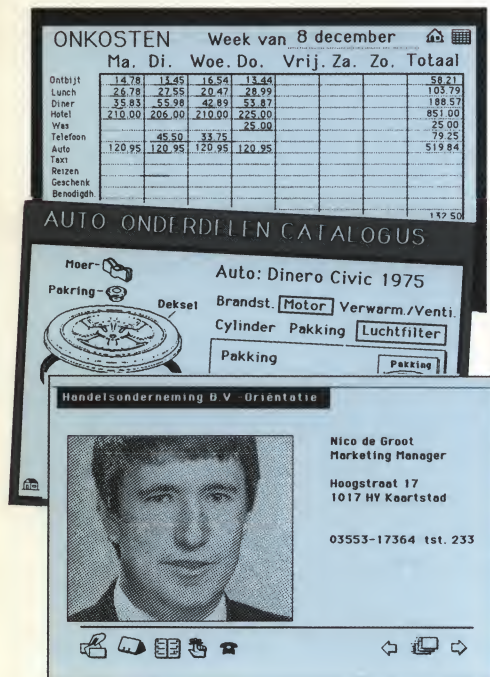 ONKOSTEN Week van 8 december
Ma. Di. Woe. Do. Vrij. Za. Zo. Totaal
Ontbijt 14.78 13.45 16.54 13.44 58.21
Lunch 26.78 27.55 20.47 28.99 103.79
Diner 35.83 55.98 42.89 53.87 188.57
Hotel 210.00 206.00 210.00 225.00 851.00
Was 25.00 25.00
Telefoon 45.50 33.75 79.25
Auto 120.95 120.95 120.95 120.95 519.84
Taxi
Reizen
Geschenk
Benodigdh.
132.50
AUTO ONDERDELEN CATALOGUS
Moer-
Pakring-
Deksel
Auto: Dinero Civic 1975
Brandst. Motor Verwarm./Venti.
Cylinder Pakking Luchtfilter
Pakking
Pakking
Handelsonderneming B.V -Oriëntatie
Nico de Groot
Marketing Manager
Hoogstraat 17
1017 HY Kaartstad
03553-17364 tst. 233